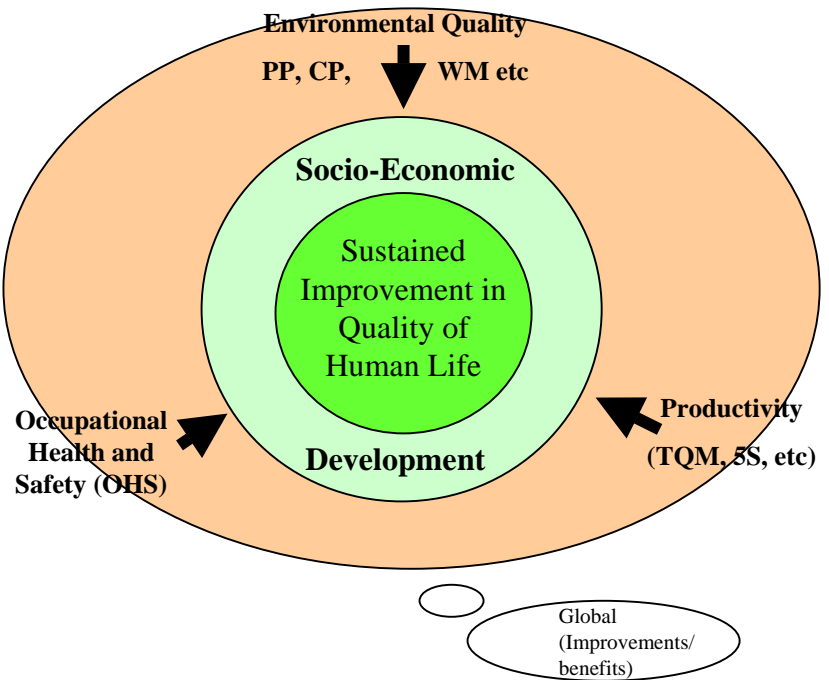 Environmental Quality
PP, CP, WM etc
Socio-Economic
Sustained
Improvement in
Quality of
Human Life
Development
Occupational
Health and
Safety (OHS)
Productivity
(TQM, 5S, etc)
Global
(Improvements/
benefits)